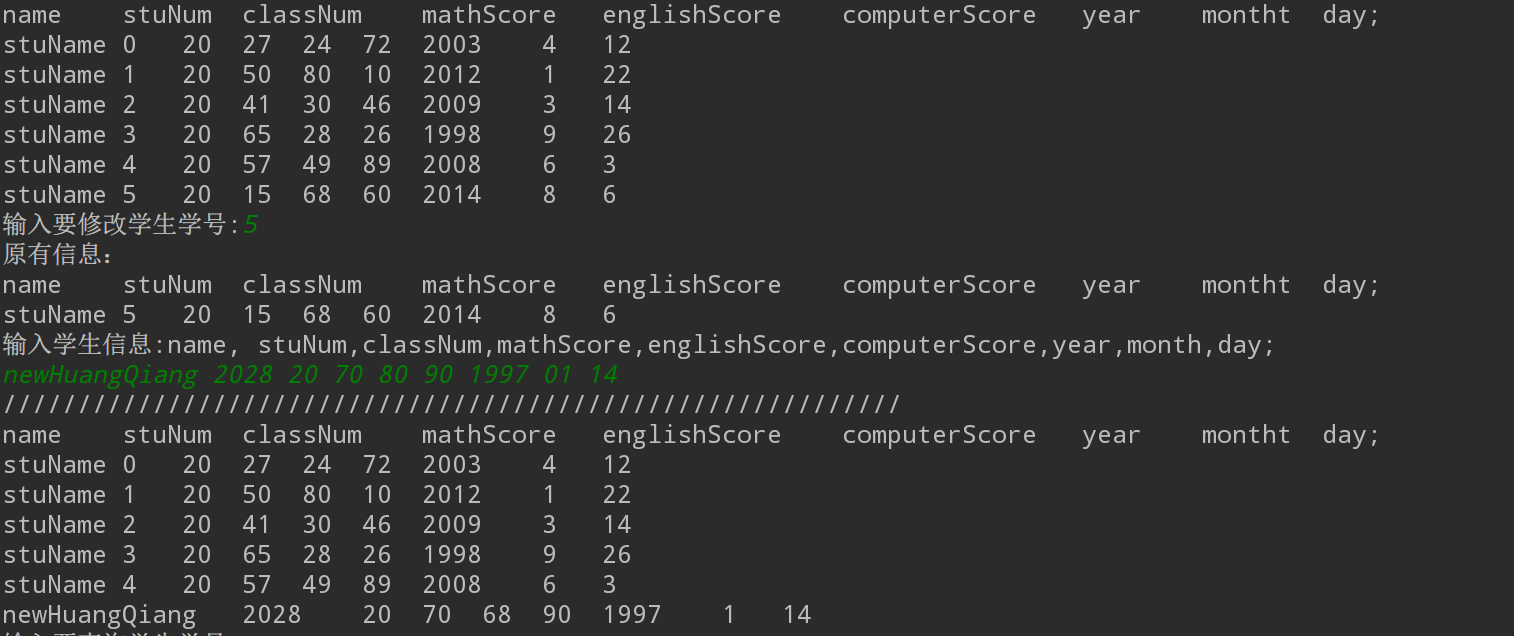 name stuNum classNum mathScore englishScore computerScore year montht day;
stuName 0 20 27 24 72 2003 4 12
stuName 1 20 50 80 10 2012 1 22
stuName 2 20 41 30 46 2009 3 14
stuName 3 20 65 28 26 1998 9 26
stuName 4 20 57 49 89 2008 6 3
stuName 5 20 15 68 60 2014 8 6
输入要修改学生学号:5
原有信息:
name stuNum classNum mathScore englishScore computerScore year montht day;
stuName 5 20 15 68 60 2014 8 6
输入学生信息:name, stuNum,classNum,mathScore,englishScore,computerScore,year,month,day;
newHuangQiang 2028 20 70 80 90 1997 01 14
////////////////////////////////////////////////////////////
name stuNum classNum mathScore englishScore computerScore year montht day;
stuName 0 20 27 24 72 2003 4 12
stuName 1 20 50 80 10 2012 1 22
stuName 2 20 41 30 46 2009 3 14
stuName 3 20 65 28 26 1998 9 26
stuName 4 20 57 49 89 2008 6 3
newHuangQiang 2028 20 70 68 90 1997 1 14